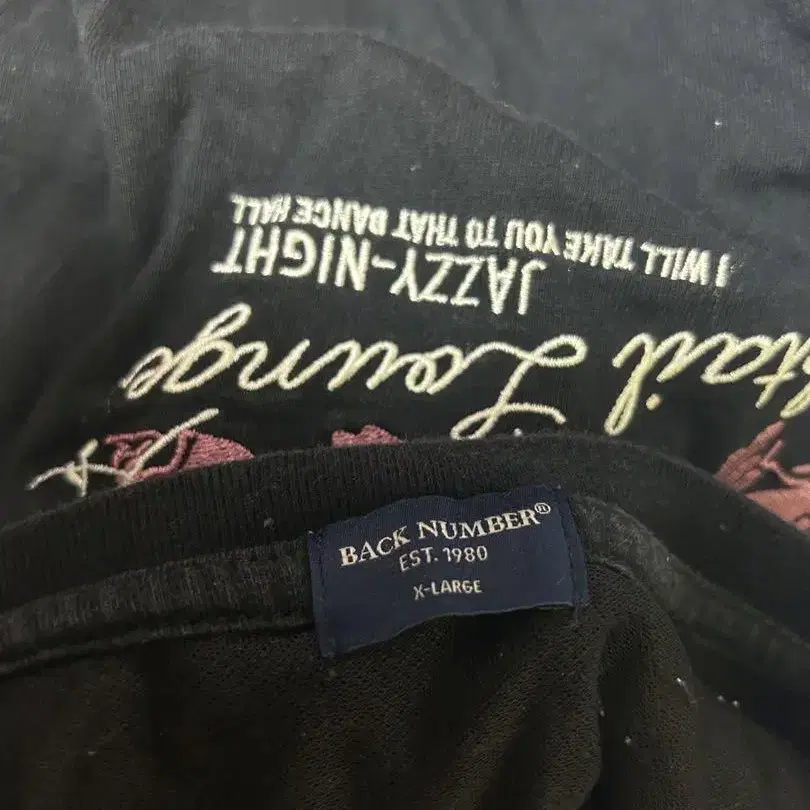 Lounge
JAZZY-NIGHT
I WILL TAKE YOU TO THAT DANCE HALL
BACK NUMBER®
EST. 1980
X-LARGE